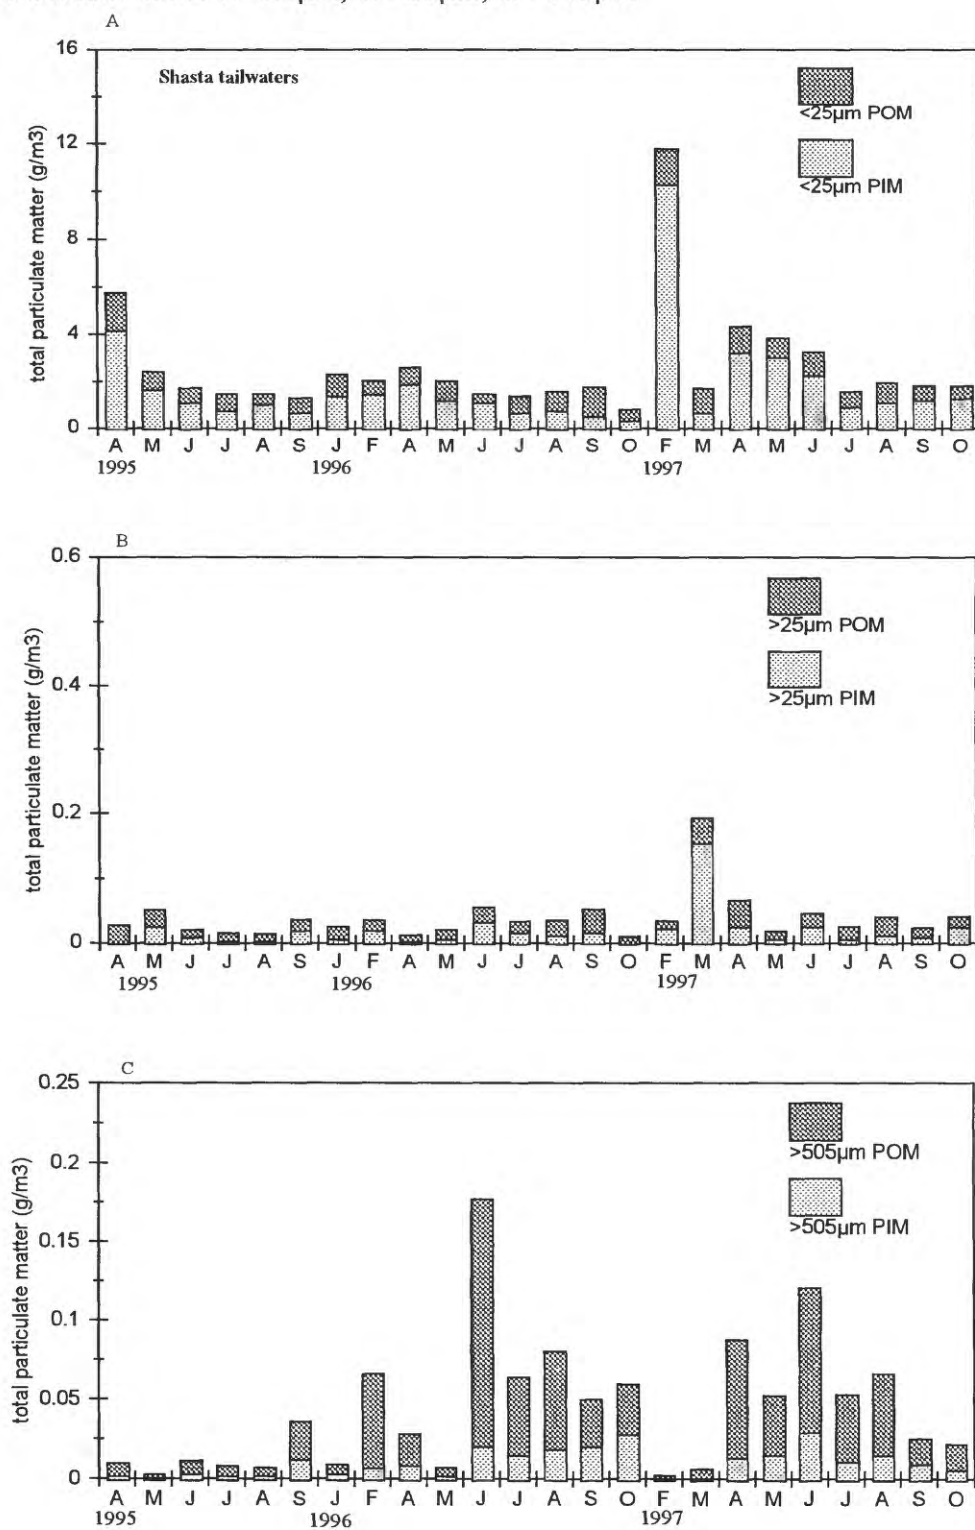 A
16
Shasta tailwaters
<25µm POM
12
<25µm PIM
8
4
0
total particulate matter (g/m3)
A M J J A S J F A M J J A S O F M A M J J A S O
1995 1996 1997
B
0.6
>25µm POM
0.4
>25µm PIM
0.2
0
total particulate matter (g/m3)
A M J J A S J F A M J J A S O F M A M J J A S O
1995 1996 1997
C
0.25
>505µm POM
0.2
>505µm PIM
0.15
0.1
0.05
0
total particulate matter (g/m3)
A M J J A S J F A M J J A S O F M A M J J A S O
1995 1996 1997